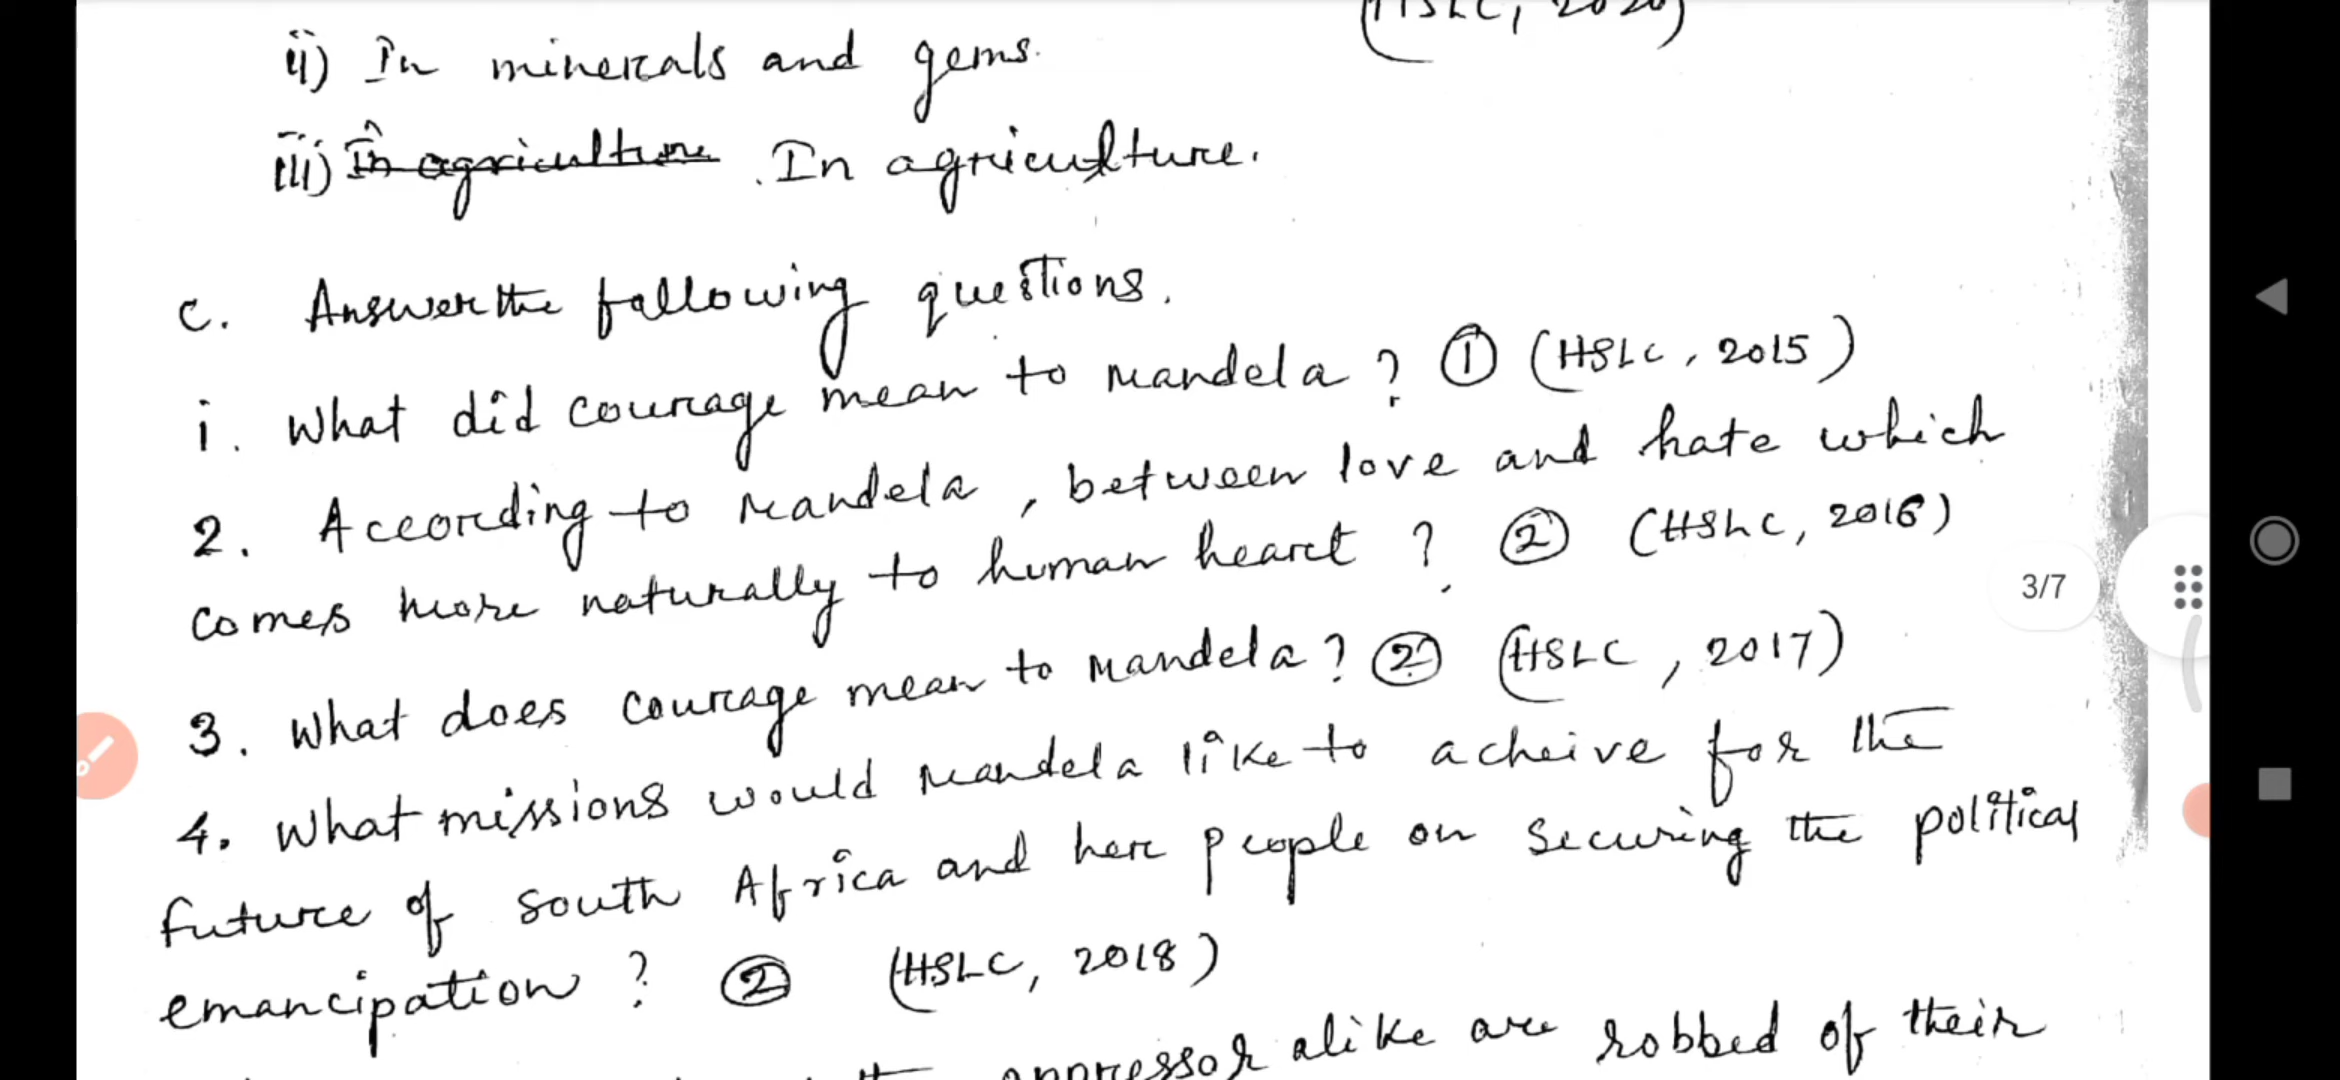 (HSLC, 2020)
ii) In minerals and gems.
iii) In agriculture. In agriculture.
C. Answer the following questions.
i. What did courage mean to Mandela? ① (HSLC, 2015)
2. According to Mandela, between love and hate which
comes more naturally to human heart? ② (HSLC, 2016)
3. What does courage mean to Mandela? ② (HSLC, 2017)
4. What missions would Mandela like to acheive for the
future of South Africa and her people on securing the political
emancipation? ② (HSLC, 2018)
oppressor alike are robbed of their
3/7